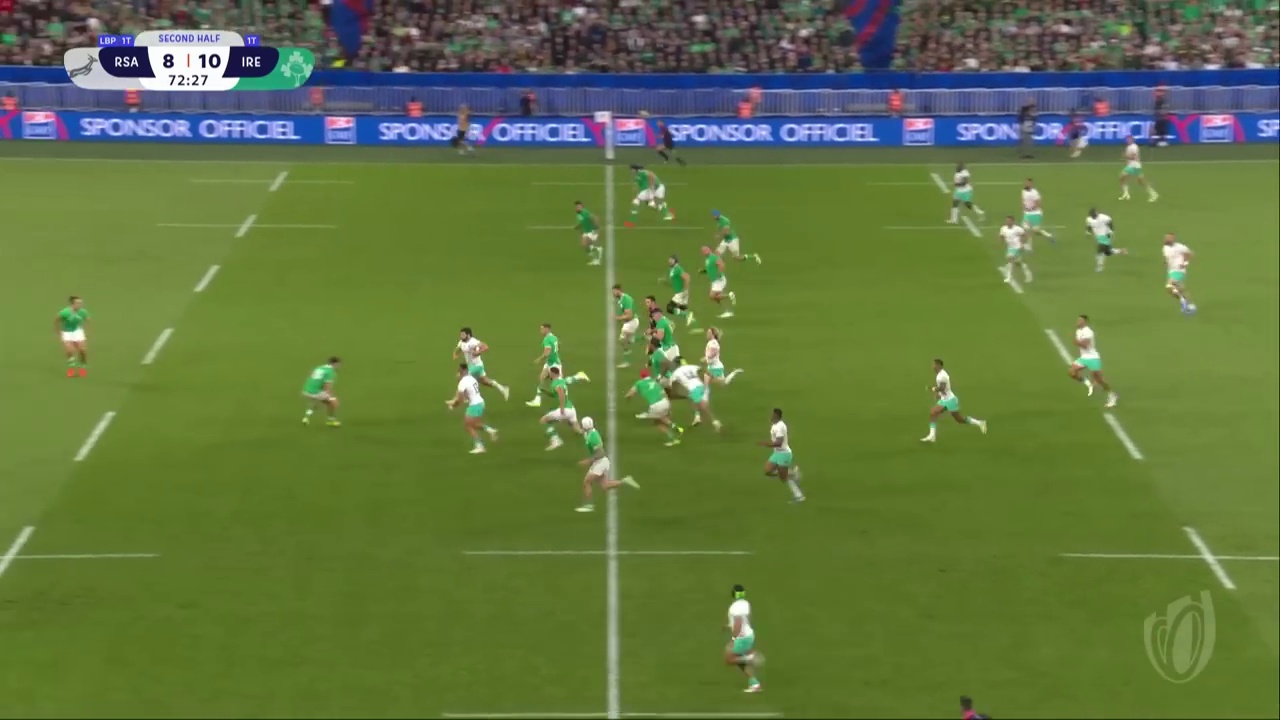 LBP 1T SECOND HALF 1T
RSA 8 10 IRE
72:27
SPONSOR OFFICIEL SPONSOR OFFICIEL SPONSOR OFFICIEL SPONSOR OFFICIEL